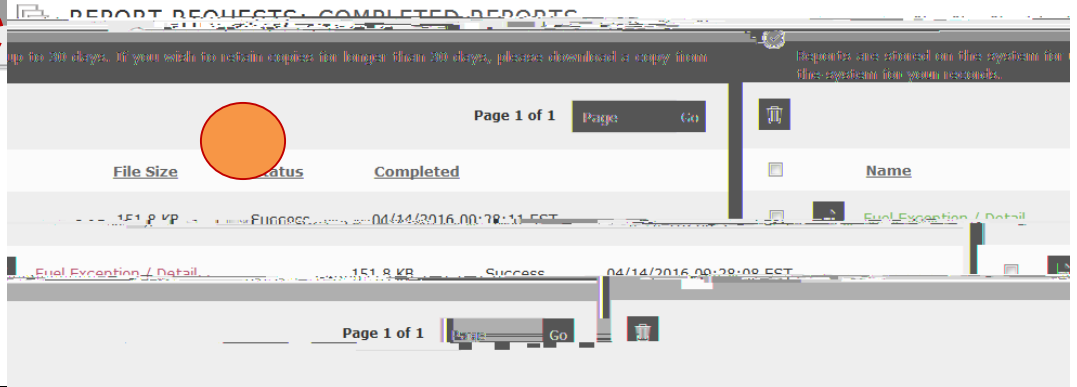 REPORT REQUESTS: COMPLETED REPORTS
up to 30 days. If you wish to retain copies for longer than 30 days, please download a copy from
Reports are stored on the system for
the system for your records.
Page 1 of 1 Page Go
File Size Status Completed Name
151.8 KB Success 04/14/2016 09:28:11 EST Fuel Exception / Detail
Fuel Exception / Detail 151.8 KB Success 04/14/2016 09:28:08 EST
Page 1 of 1 Page Go